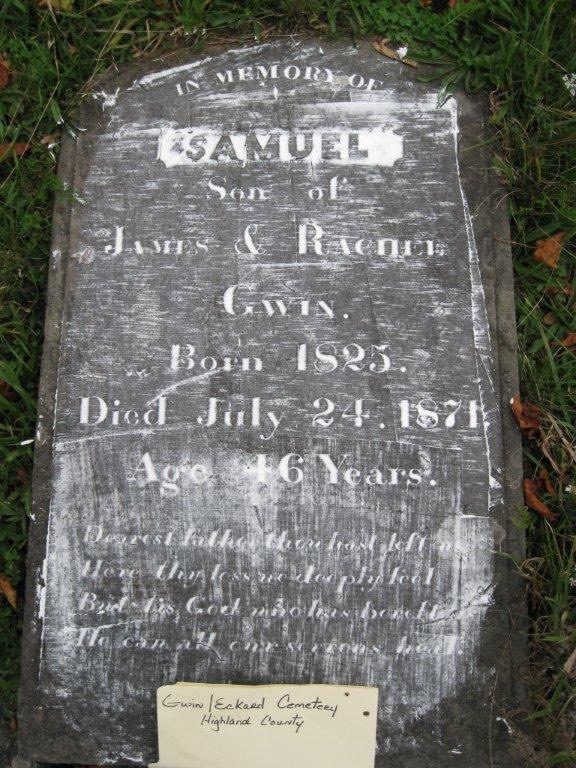 IN MEMORY OF
SAMUEL
Son of
JAMES & RACHEL
GWIN.
Born 1825.
Died July 24. 1871
Age 46 Years.
Dearest father thou hast left us
Here thy loss we deeply feel
But tis God who has bereft
He can all our sorrows heal
Gwin/Eckard Cemetery
Highland County